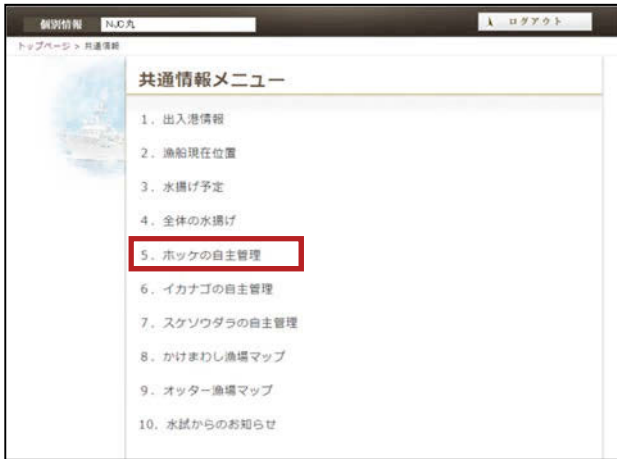 個別情報 NJC丸 ログアウト
トップページ > 共通情報
共通情報メニュー
1. 出入港情報
2. 漁船現在位置
3. 水揚げ予定
4. 全体の水揚げ
5. ホッケの自主管理
6. イカナゴの自主管理
7. スケソウダラの自主管理
8. かけまわし漁場マップ
9. オッター漁場マップ
10. 水試からのお知らせ